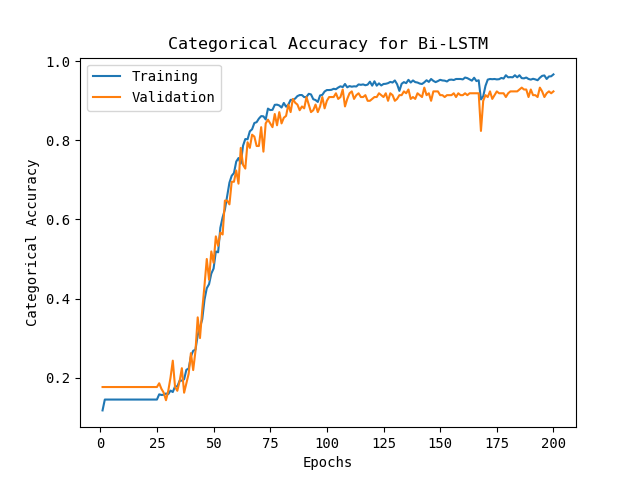 Categorical Accuracy for Bi-LSTM
Training
Validation
Categorical Accuracy
1.0
0.8
0.6
0.4
0.2
0 25 50 75 100 125 150 175 200
Epochs